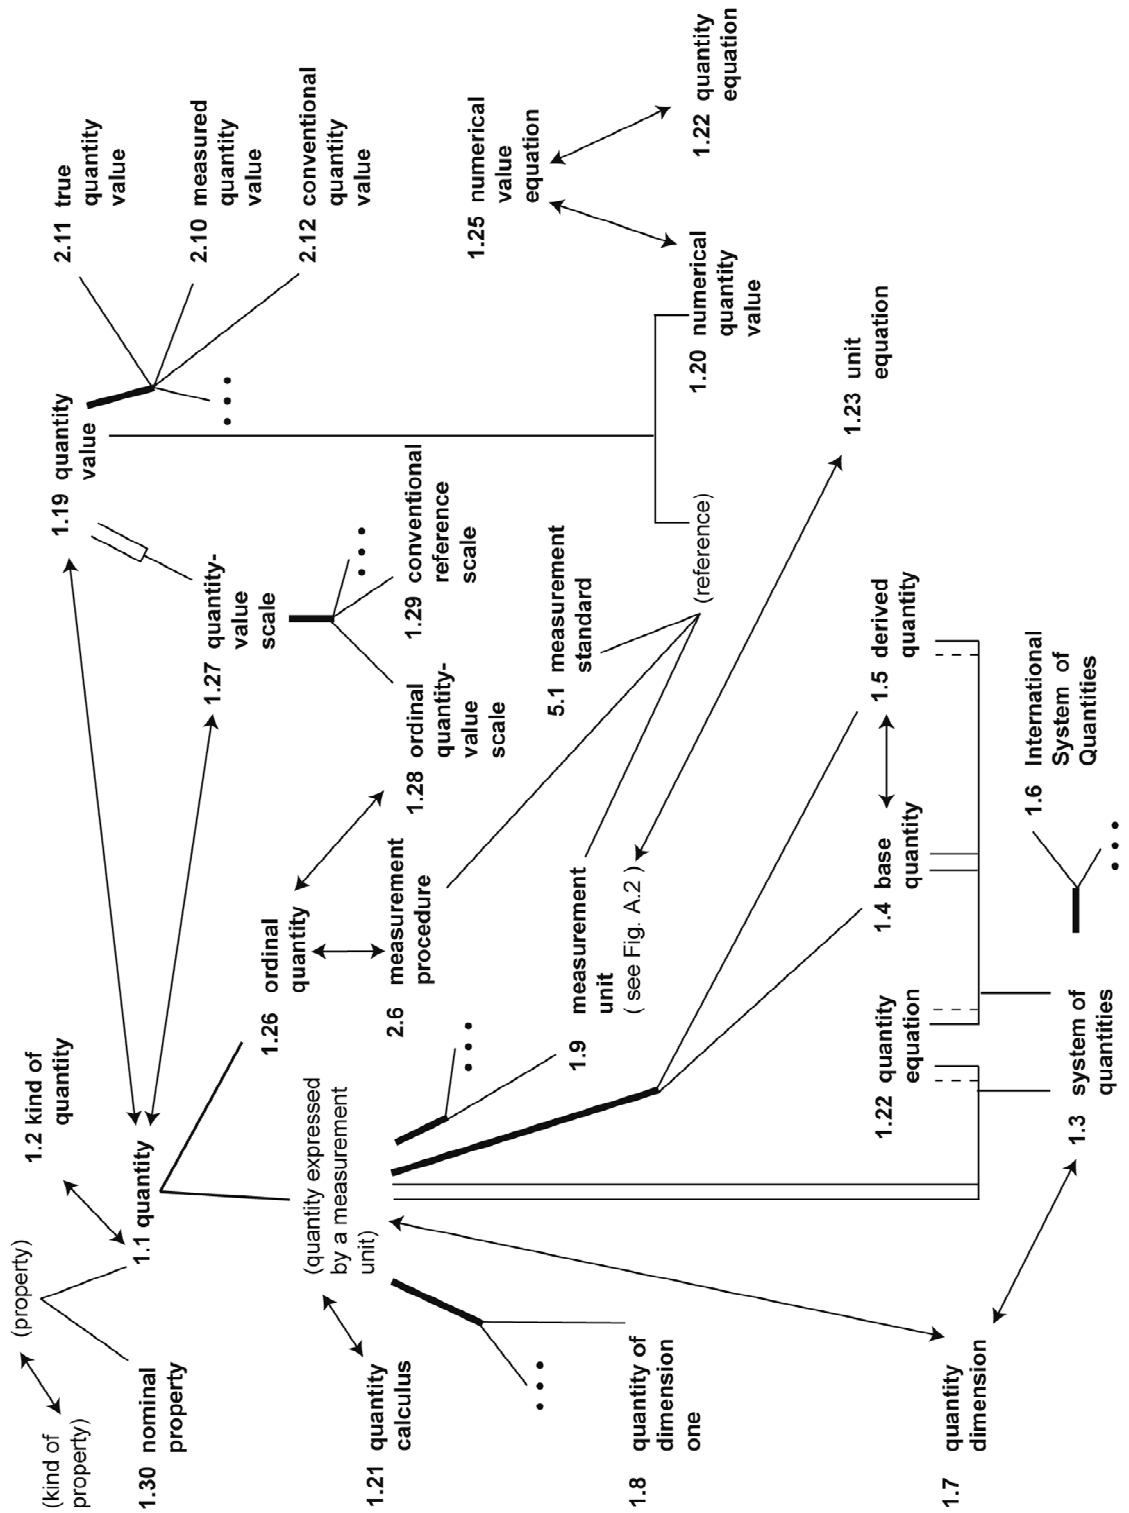 (kind of
property)
(property)
1.2 kind of
quantity
2.11 true
quantity
value
1.19 quantity
value
1.30 nominal
property
1.1 quantity
2.10 measured
quantity
value
1.27 quantity-
value
scale
• • •
2.12 conventional
quantity
value
1.26 ordinal
quantity
(quantity expressed
by a measurement
unit)
• • •
1.21 quantity
calculus
2.6 measurement
procedure
1.28 ordinal
quantity-
value
scale
1.29 conventional
reference
scale
• • •
1.25 numerical
value
equation
• • •
5.1 measurement
standard
1.9 measurement
unit
( see Fig. A.2 )
1.8 quantity of
dimension
one
(reference)
1.20 numerical
quantity
value
1.22 quantity
equation
1.23 unit
equation
1.22 quantity
equation
1.4 base
quantity
1.5 derived
quantity
1.7 quantity
dimension
1.3 system of
quantities
1.6 International
System of
Quantities
• • •